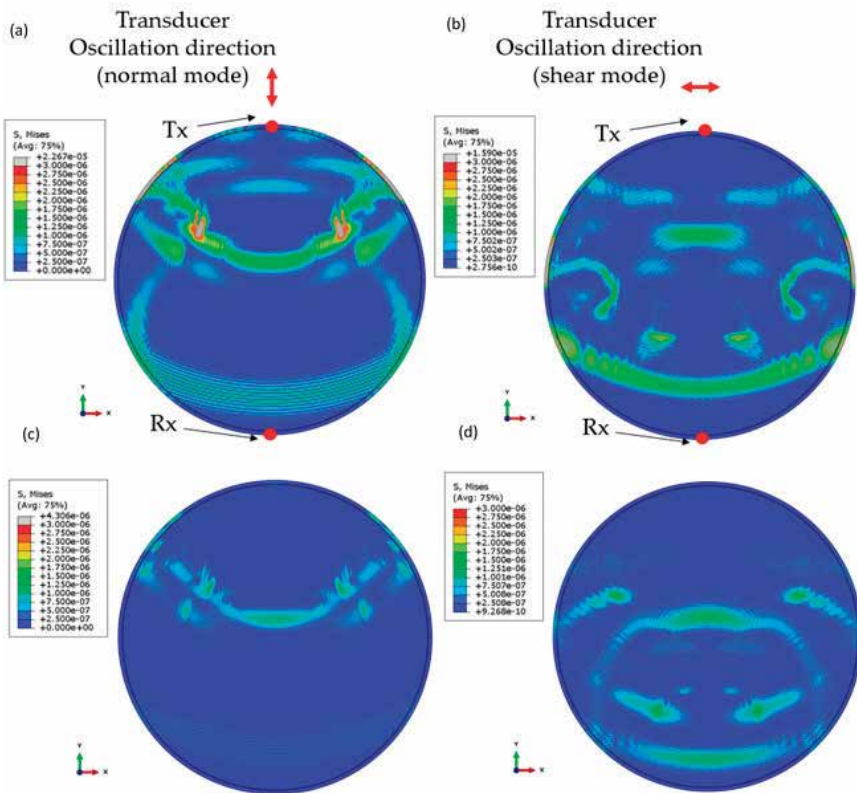 (a)
Transducer
Oscillation direction
(normal mode)
Tx
S, Mises
(Avg: 75%)
+2.267e-05
+3.000e-06
+2.750e-06
+2.500e-06
+2.250e-06
+2.000e-06
+1.750e-06
+1.500e-06
+1.250e-06
+1.000e-06
+7.500e-07
+5.000e-07
+2.500e-07
+0.000e+00
Y
X
Rx
(b)
Transducer
Oscillation direction
(shear mode)
Tx
S, Mises
(Avg: 75%)
+1.590e-05
+3.000e-06
+2.750e-06
+2.500e-06
+2.250e-06
+2.000e-06
+1.750e-06
+1.500e-06
+1.250e-06
+1.000e-06
+7.502e-07
+5.002e-07
+2.503e-07
+2.756e-10
Y
X
Rx
(c)
S, Mises
(Avg: 75%)
+4.306e-06
+3.000e-06
+2.750e-06
+2.500e-06
+2.250e-06
+2.000e-06
+1.750e-06
+1.500e-06
+1.250e-06
+1.000e-06
+7.500e-07
+5.000e-07
+2.500e-07
+0.000e+00
Y
X
(d)
S, Mises
(Avg: 75%)
+3.000e-06
+2.750e-06
+2.500e-06
+2.250e-06
+2.000e-06
+1.750e-06
+1.500e-06
+1.251e-06
+1.001e-06
+7.507e-07
+5.008e-07
+2.508e-07
+9.268e-10
Y
X